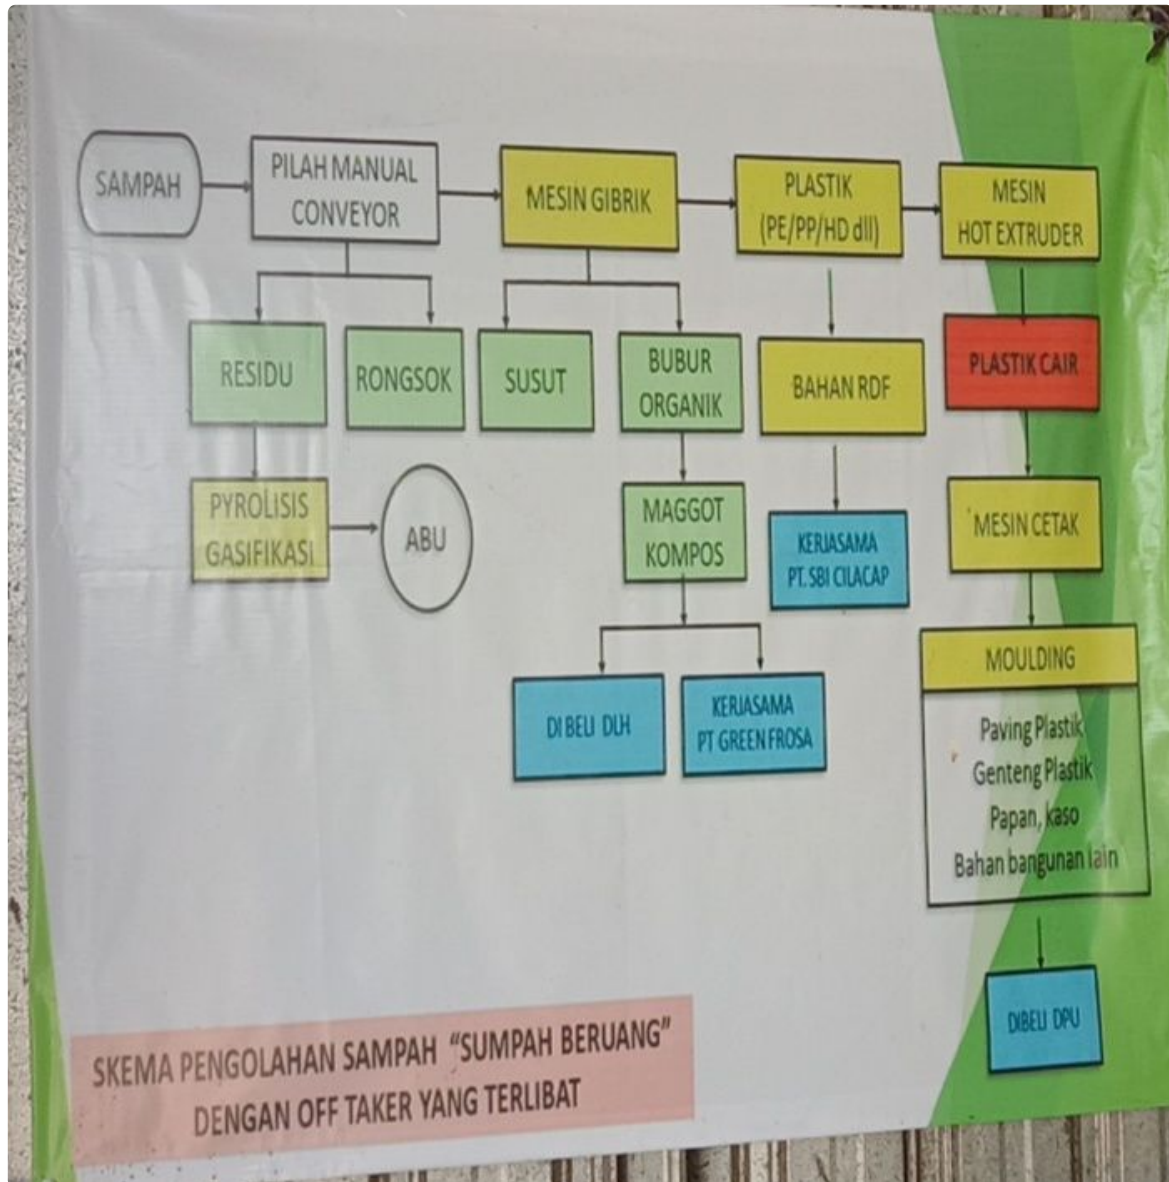 SAMPAH
PILAH MANUAL
CONVEYOR
MESIN GIBRIK
PLASTIK
(PE/PP/HD dll)
MESIN
HOT EXTRUDER
RESIDU
RONGSOK
SUSUT
BUBUR
ORGANIK
BAHAN RDF
PLASTIK CAIR
PYROLISIS
GASIFIKASI
ABU
MAGGOT
KOMPOS
KERJASAMA
PT. SBI CILACAP
MESIN CETAK
DI BELI DLH
KERJASAMA
PT GREEN FROSA
MOULDING
Paving Plastik
Genteng Plastik
Papan, kaso
Bahan bangunan lain
DIBELI DPU
SKEMA PENGOLAHAN SAMPAH "SUMPAH BERUANG"
DENGAN OFF TAKER YANG TERLIBAT